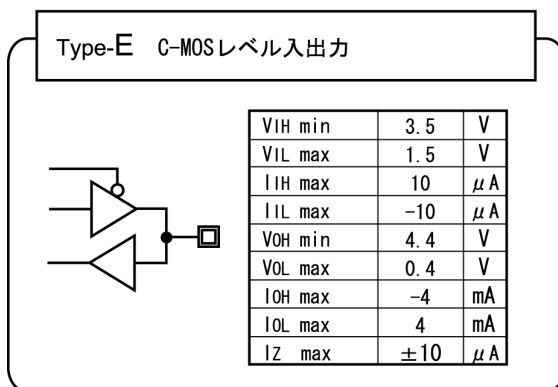 Type-E C-MOSレベル入出力
VIH min 3.5 V
VIL max 1.5 V
IIH max 10 μA
IIL max -10 μA
VOH min 4.4 V
VOL max 0.4 V
IOH max -4 mA
IOL max 4 mA
IZ max ±10 μA